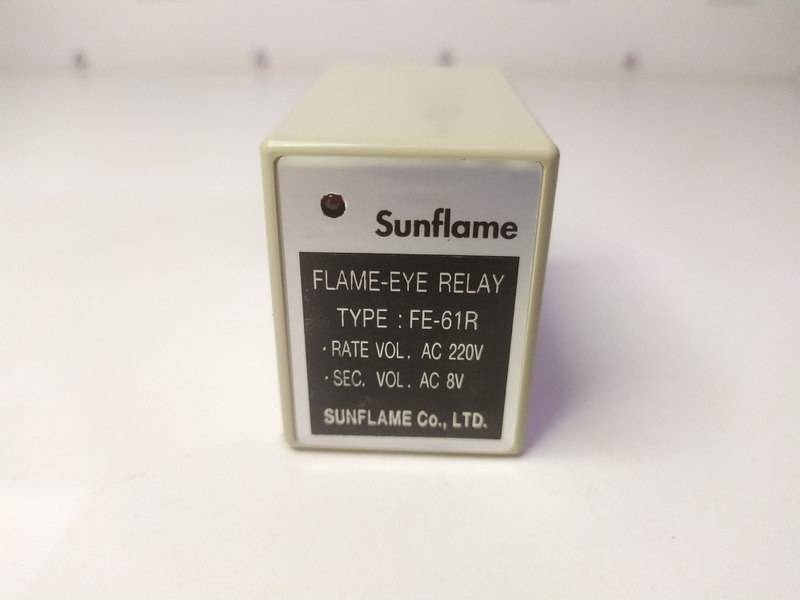 Sunflame
FLAME-EYE RELAY
TYPE : FE-61R
· RATE VOL. AC 220V
· SEC. VOL. AC 8V
SUNFLAME Co., LTD.